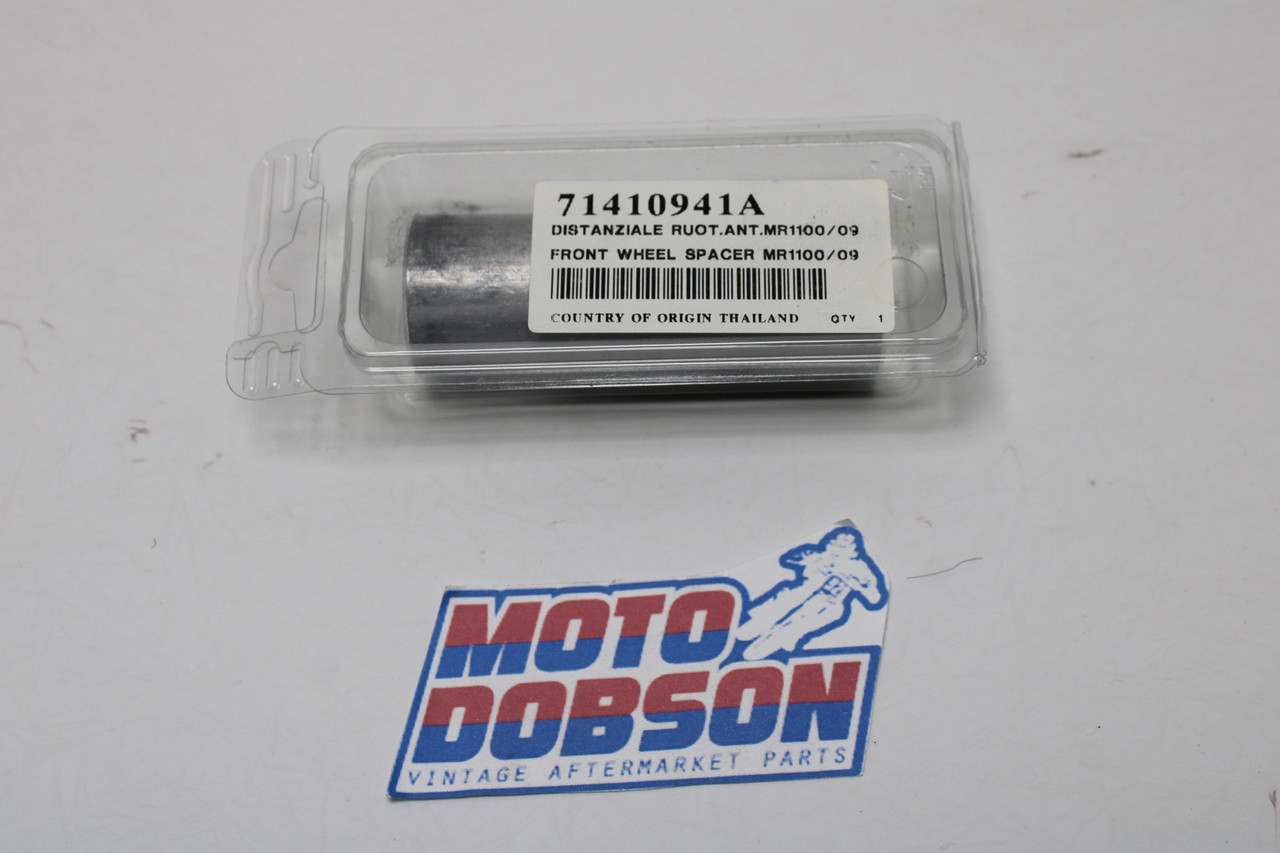 71410941A
DISTANZIALE RUOT.ANT.MR1100/09
FRONT WHEEL SPACER MR1100/09
COUNTRY OF ORIGIN THAILAND QTY 1
MOTO
DOBSON
VINTAGE AFTERMARKET PARTS